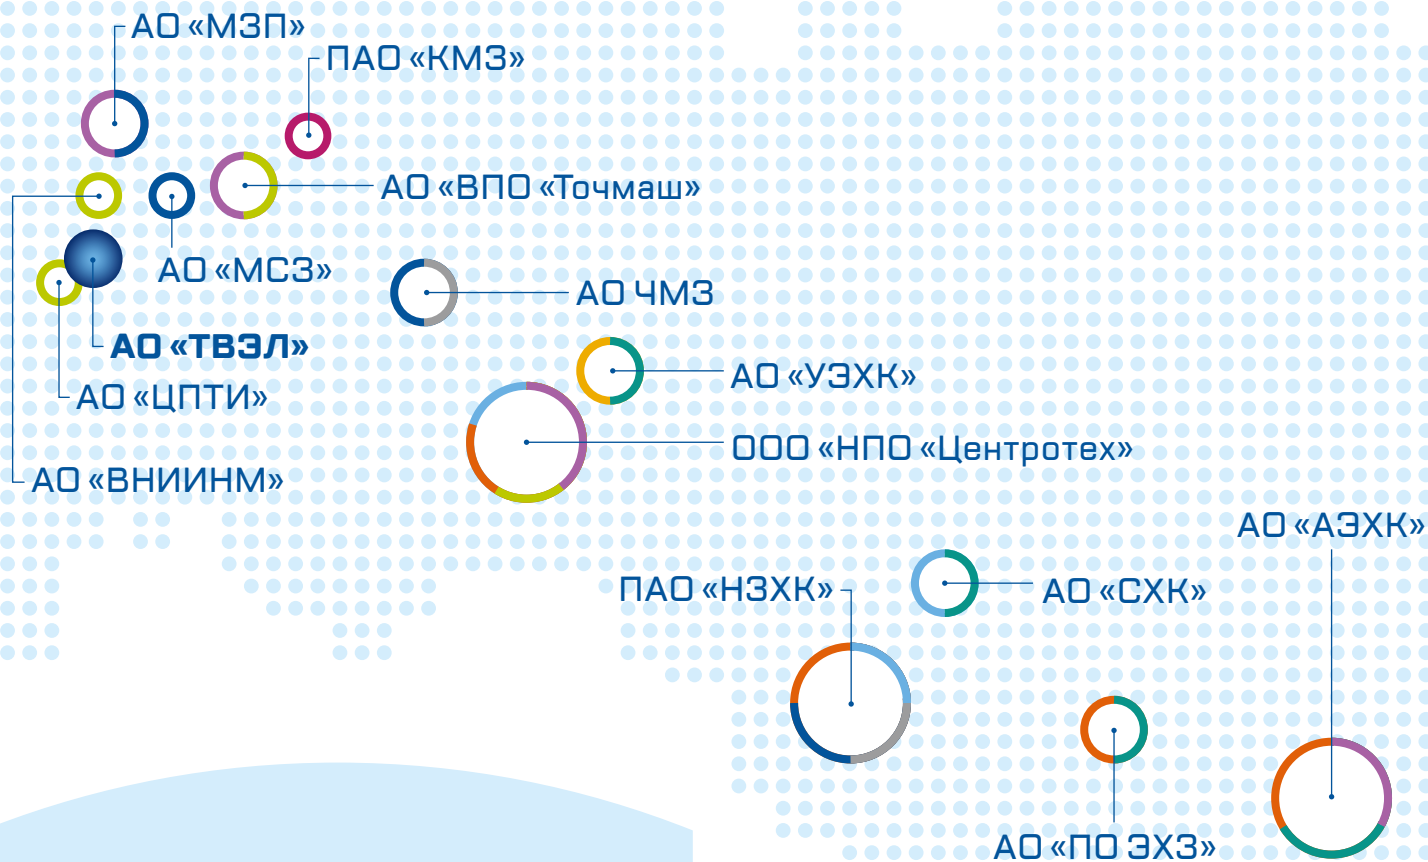 АО «МЗП»
ПАО «КМЗ»
АО «ВПО «Точмаш»
АО «МСЗ»
АО ЧМЗ
АО «ТВЭЛ»
АО «УЭХК»
АО «ЦПТИ»
ООО «НПО «Центротех»
АО «ВНИИНМ»
АО «АЭХК»
ПАО «НЗХК»
АО «СХК»
АО «ПО ЭХЗ»